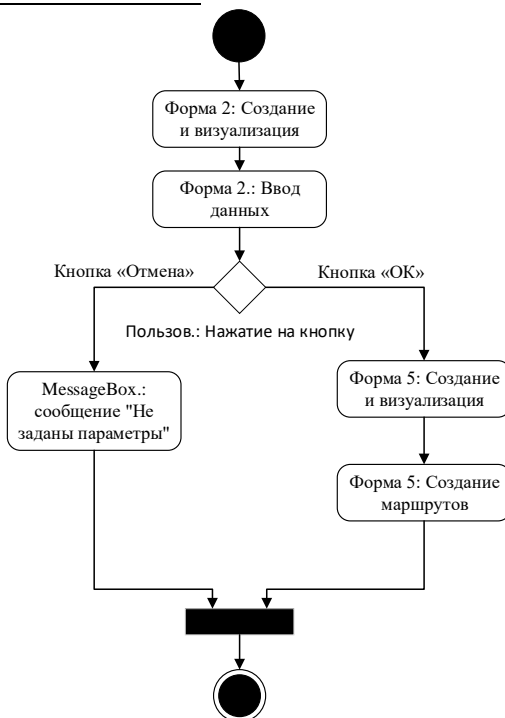 Форма 2: Создание
и визуализация
Форма 2.: Ввод
данных
Кнопка «Отмена»
Кнопка «ОК»
Пользов.: Нажатие на кнопку
MessageBox.:
сообщение "Не
заданы параметры"
Форма 5: Создание
и визуализация
Форма 5: Создание
маршрутов